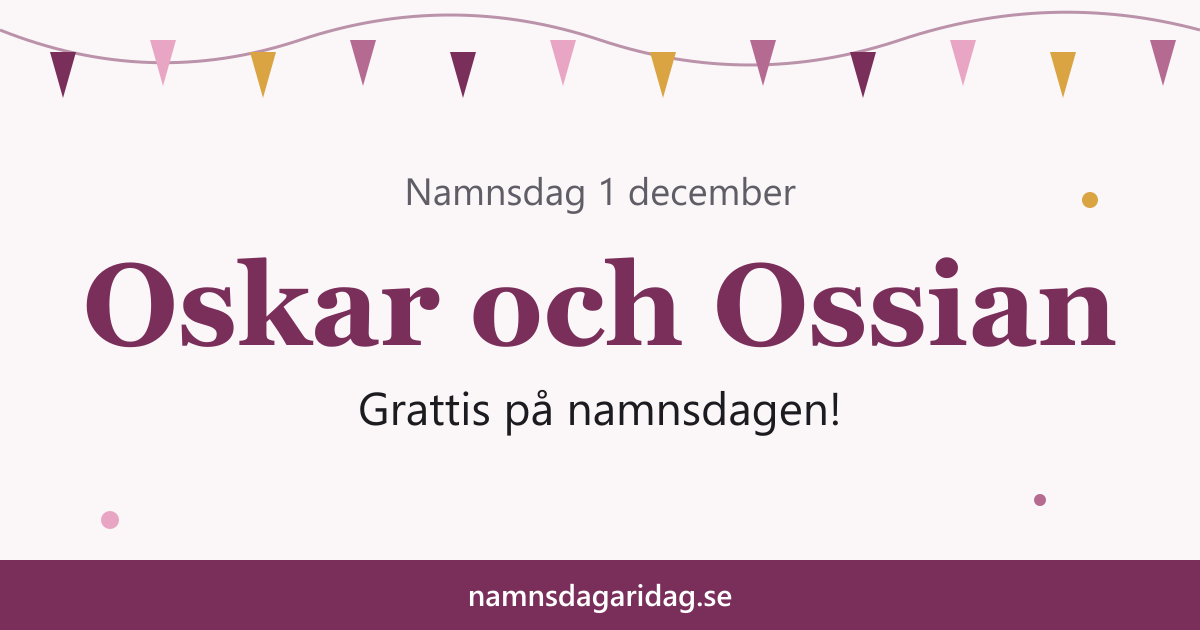 Namnsdag 1 december
Oskar och Ossian
Grattis på namnsdagen!
namnsdagaridag.se